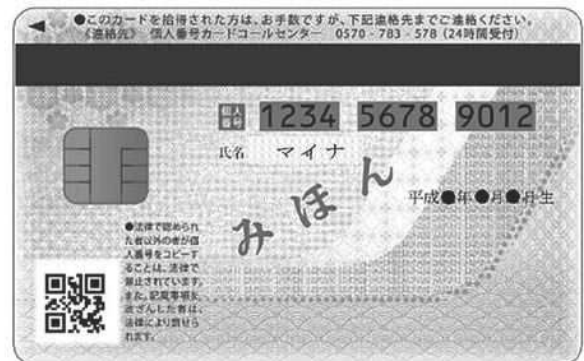 ●このカードを拾得された方は、お手数ですが、下記連絡先までご連絡ください。
《連絡先》 個人番号カードコールセンター 0570-783-578（24時間受付）
個人番号 1234 5678 9012
氏名 マイナ
平成●年●月●日生
みほん
●法律で認められ
た者以外の者が個
人番号をコピーす
ることは、法律で
禁止されています。
また、記載事項を
改ざんした者は、
法律により罰せら
れます。